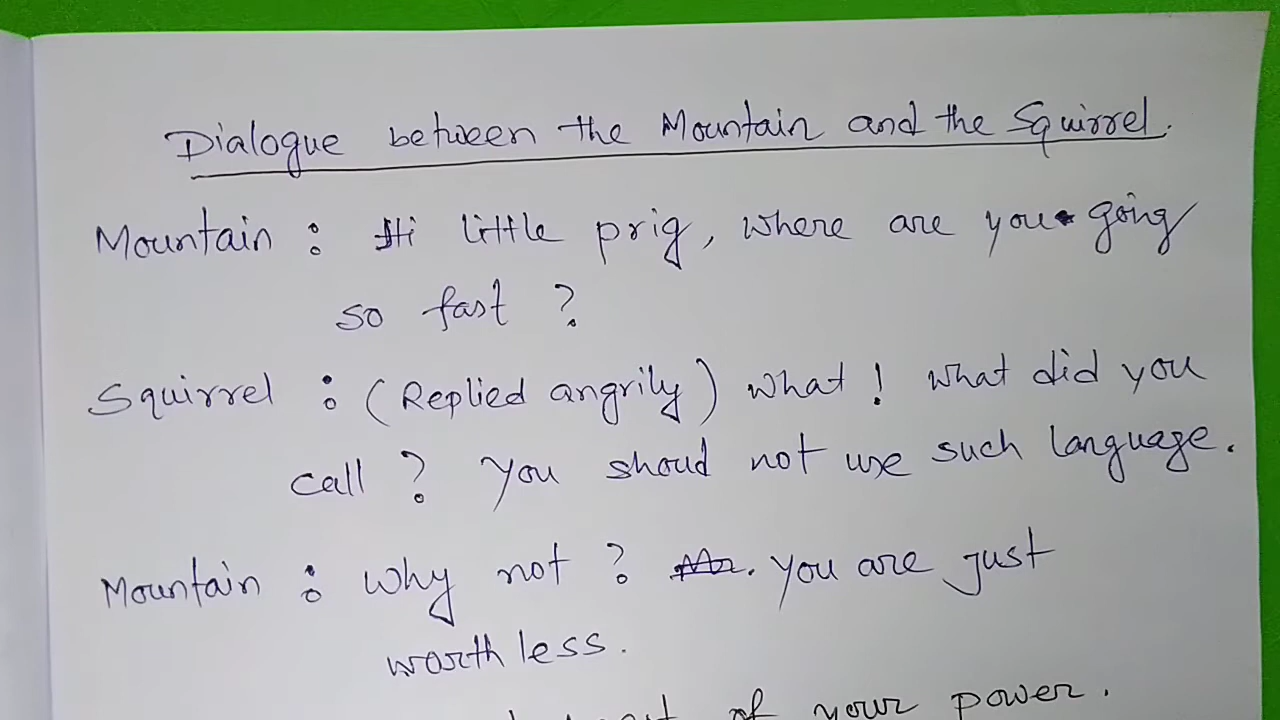 Dialogue between the Mountain and the Squirrel.
Mountain : Hi little prig, where are you going
so fast ?
Squirrel : (Replied angrily) what! what did you
call ? You shoud not use such language.
Mountain : Why not ? You are just
worthless.
of your power.